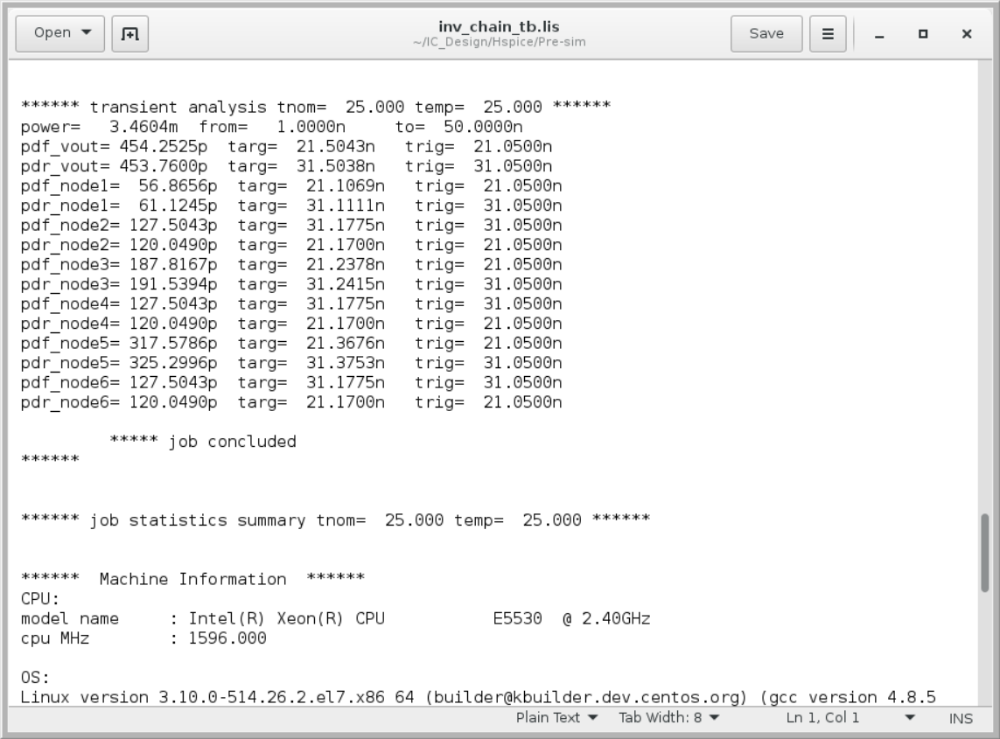 Open
inv_chain_tb.lis
~/IC_Design/Hspice/Pre-sim
Save
****** transient analysis tnom=  25.000 temp=  25.000 ******
power=   3.4604m  from=   1.0000n     to=  50.0000n
pdf_vout= 454.2525p  targ=  21.5043n   trig=  21.0500n
pdr_vout= 453.7600p  targ=  31.5038n   trig=  31.0500n
pdf_node1=  56.8656p  targ=  21.1069n   trig=  21.0500n
pdr_node1=  61.1245p  targ=  31.1111n   trig=  31.0500n
pdf_node2= 127.5043p  targ=  31.1775n   trig=  31.0500n
pdr_node2= 120.0490p  targ=  21.1700n   trig=  21.0500n
pdf_node3= 187.8167p  targ=  21.2378n   trig=  21.0500n
pdr_node3= 191.5394p  targ=  31.2415n   trig=  31.0500n
pdf_node4= 127.5043p  targ=  31.1775n   trig=  31.0500n
pdr_node4= 120.0490p  targ=  21.1700n   trig=  21.0500n
pdf_node5= 317.5786p  targ=  21.3676n   trig=  21.0500n
pdr_node5= 325.2996p  targ=  31.3753n   trig=  31.0500n
pdf_node6= 127.5043p  targ=  31.1775n   trig=  31.0500n
pdr_node6= 120.0490p  targ=  21.1700n   trig=  21.0500n
***** job concluded
******
****** job statistics summary tnom=  25.000 temp=  25.000 ******
******  Machine Information  ******
CPU:
model name     : Intel(R) Xeon(R) CPU           E5530  @ 2.40GHz
cpu MHz        : 1596.000
OS:
Linux version 3.10.0-514.26.2.el7.x86_64 (builder@kbuilder.dev.centos.org) (gcc version 4.8.5
Plain Text
Tab Width: 8
Ln 1, Col 1
INS